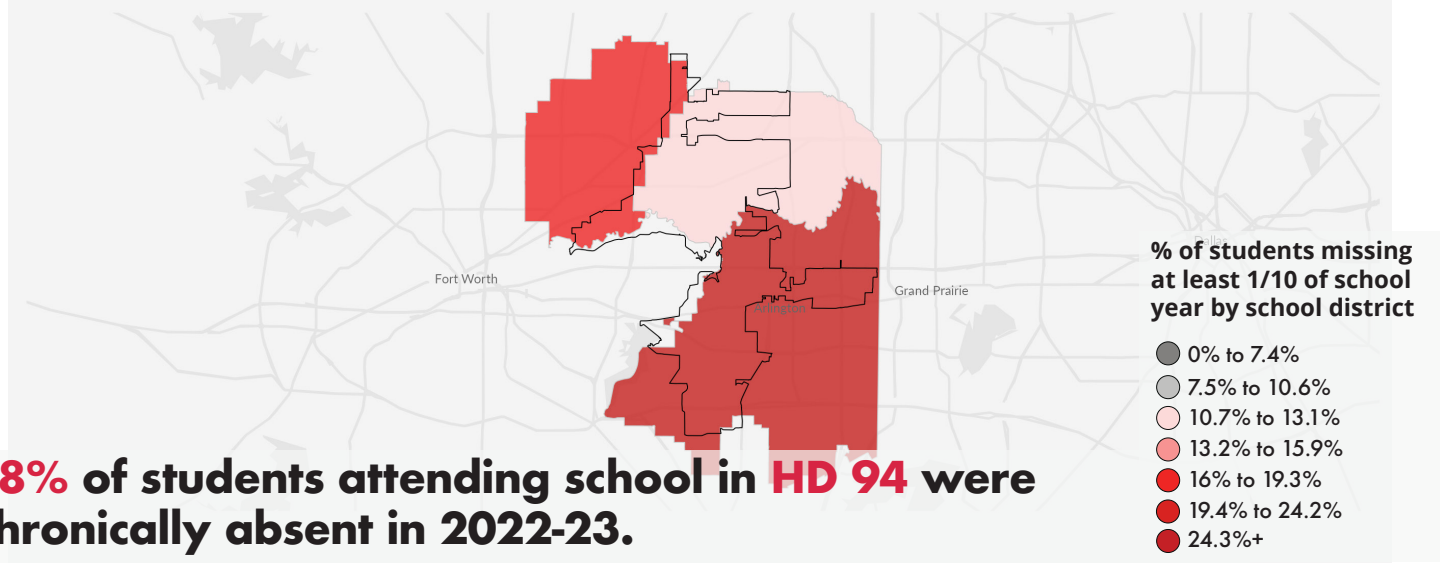 Dallas
% of students missing
at least 1/10 of school
year by school district
Fort Worth
Grand Prairie
Arlington
0% to 7.4%
7.5% to 10.6%
10.7% to 13.1%
13.2% to 15.9%
16% to 19.3%
19.4% to 24.2%
24.3%+
8% of students attending school in HD 94 were
hronically absent in 2022-23.